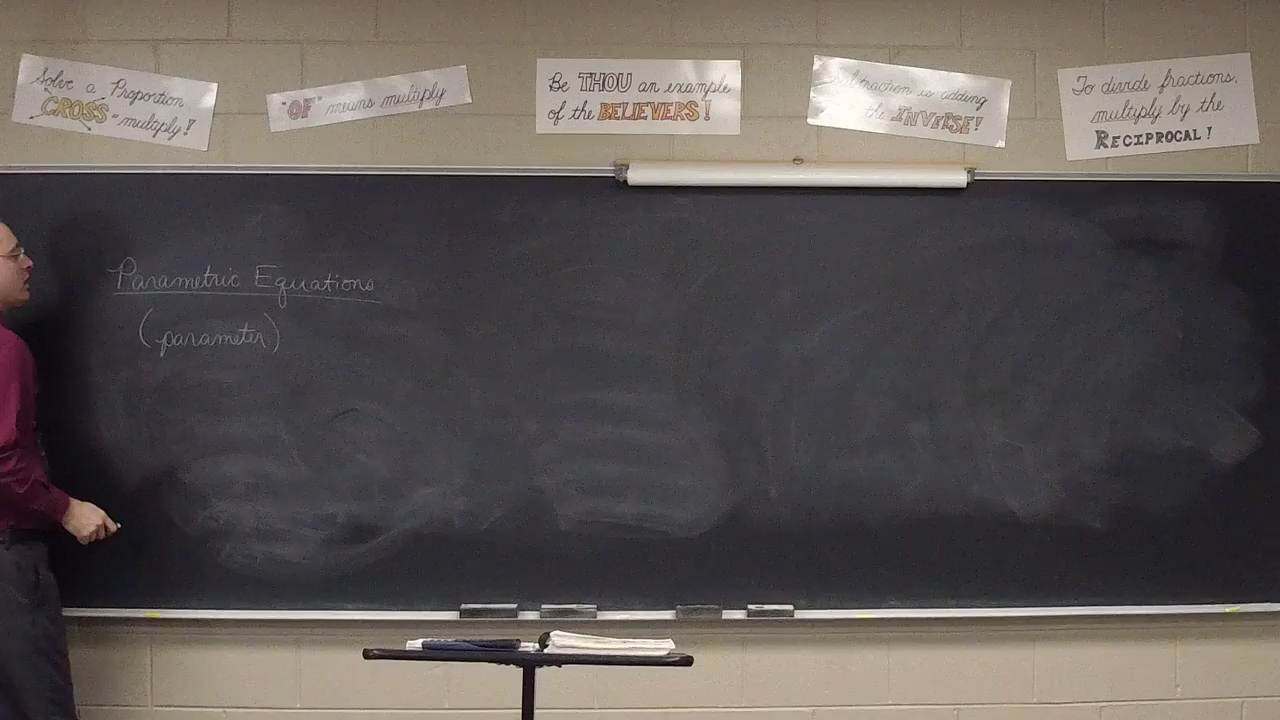 Solve a Proportion
CROSS-multiply!
"OF" means multiply
Be THOU an example
of the BELIEVERS!
Subtraction is adding
the INVERSE!
To divide fractions,
multiply by the
RECIPROCAL!
Parametric Equations
(parameter)